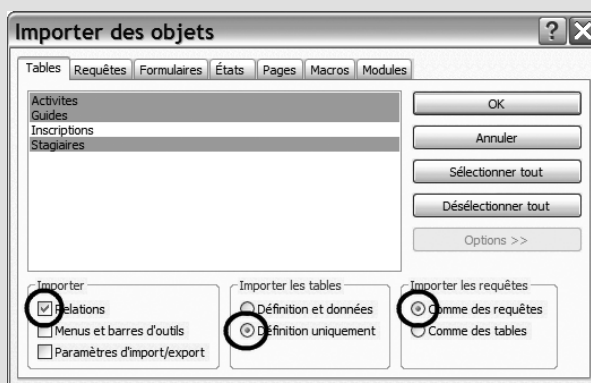 Importer des objets
Tables Requêtes Formulaires États Pages Macros Modules
Activites
Guides
Inscriptions
Stagiaires
OK
Annuler
Sélectionner tout
Désélectionner tout
Options >>
Importer
Relations
Menus et barres d'outils
Paramètres d'import/export
Importer les tables
Définition et données
Définition uniquement
Importer les requêtes
Comme des requêtes
Comme des tables